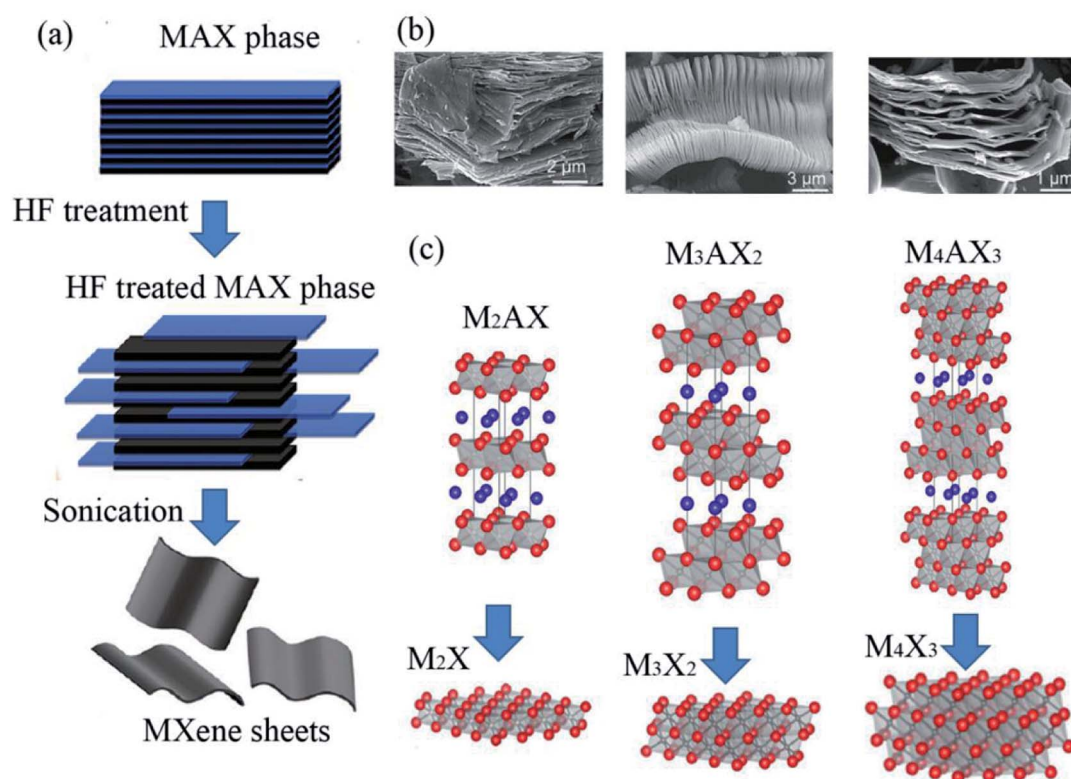 (a)
MAX phase
HF treatment
HF treated MAX phase
Sonication
MXene sheets
(b)
2 μm
3 μm
1 μm
(c)
M₂AX
M₃AX₂
M₄AX₃
M₂X
M₃X₂
M₄X₃